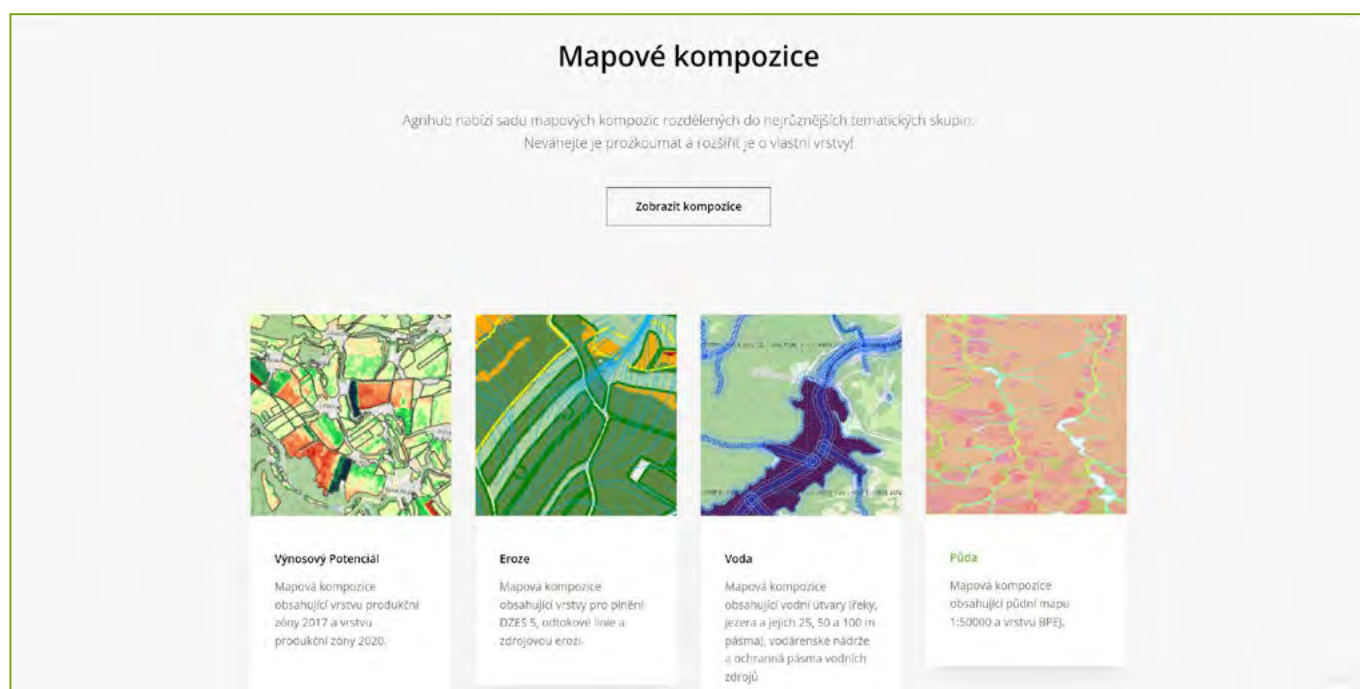 Mapové kompozice
Agrihub nabízí sadu mapových kompozic rozdělených do nejrůznějších tematických skupin.
Neváhejte je prozkoumat a rozšířit je o vlastní vrstvy!
Zobrazit kompozice
Výnosový Potenciál
Mapová kompozice
obsahující vrstvu produkční
zóny 2017 a vrstvu
produkční zóny 2020.
Eroze
Mapová kompozice
obsahující vrstvy pro plnění
DZES 5, odtokové linie a
zdrojovou erozi.
Voda
Mapová kompozice
obsahující vodní útvary (řeky,
jezera a jejich 25, 50 a 100 m
pásma), vodárenské nádrže
a ochranná pásma vodních
zdrojů
Půda
Mapová kompozice
obsahující půdní mapu
1:50000 a vrstvu BPEJ.